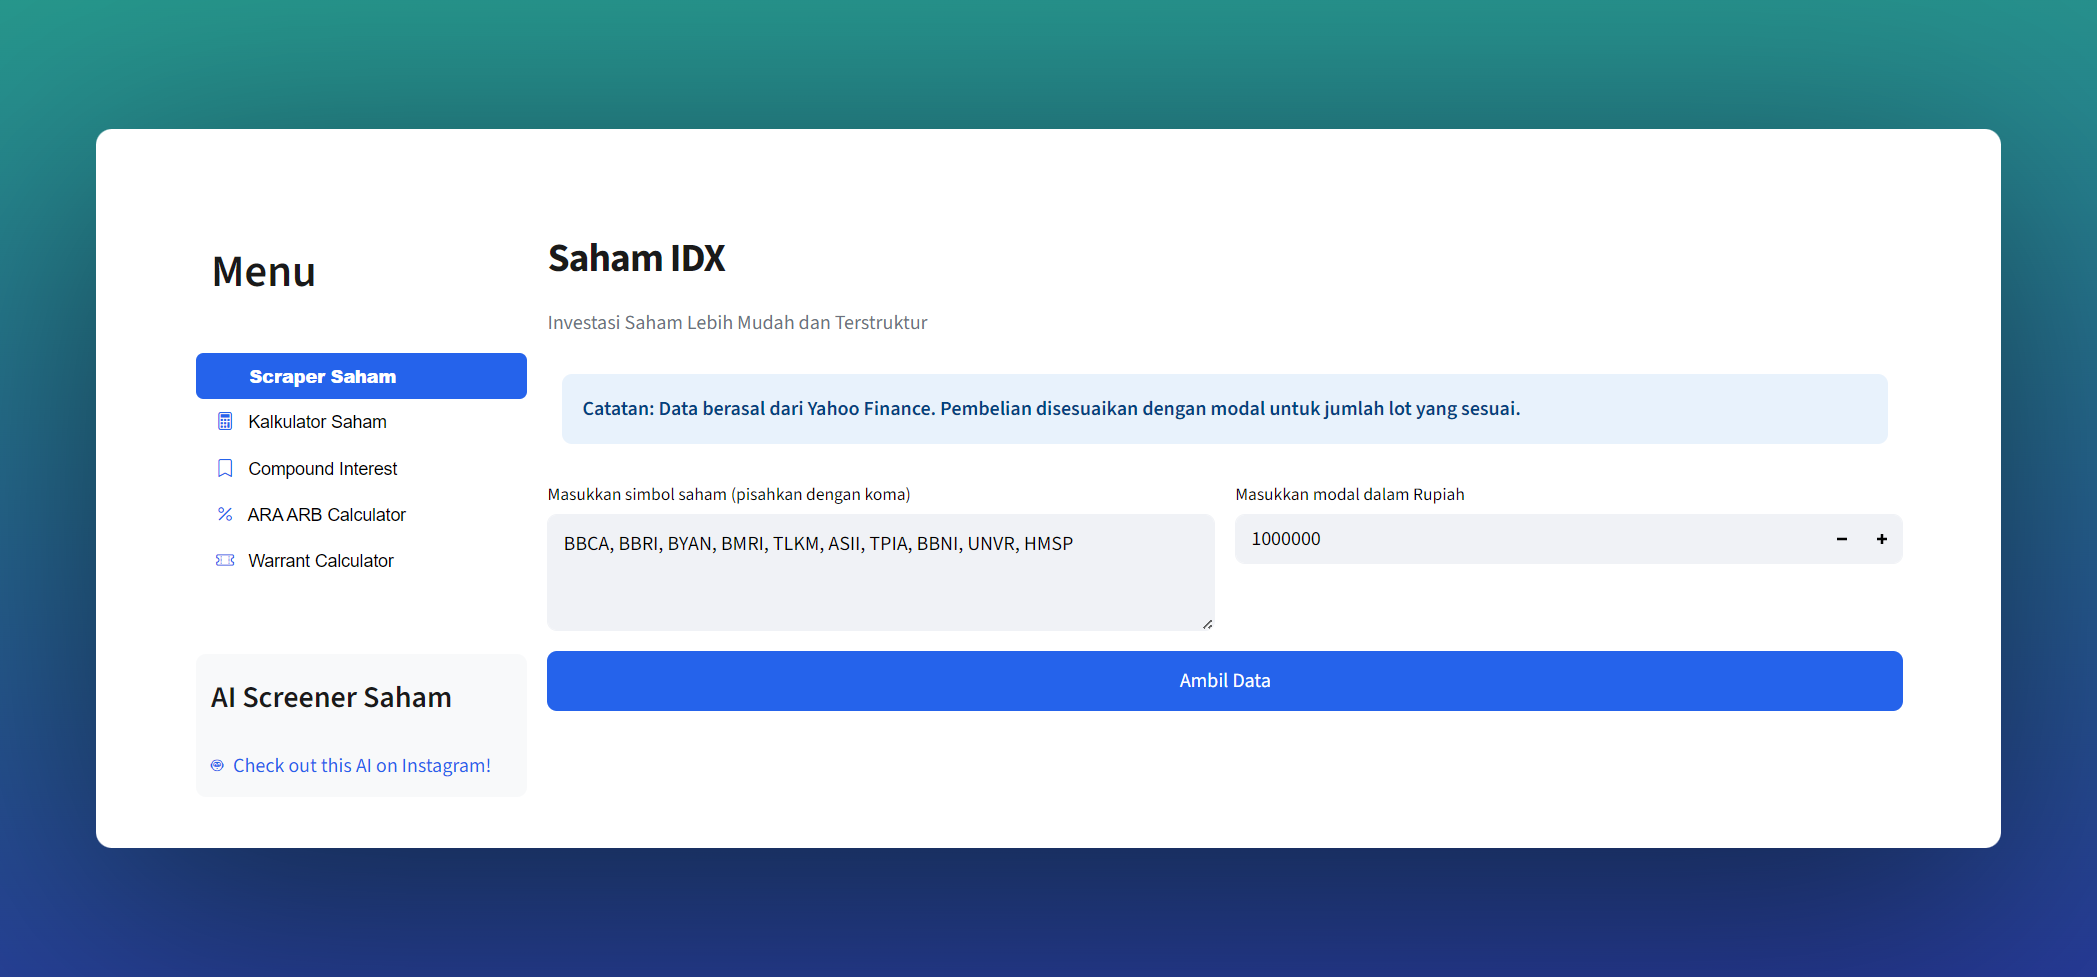 Menu
Scraper Saham
Kalkulator Saham
Compound Interest
ARA ARB Calculator
Warrant Calculator
AI Screener Saham
Check out this AI on Instagram!
Saham IDX
Investasi Saham Lebih Mudah dan Terstruktur
Catatan: Data berasal dari Yahoo Finance. Pembelian disesuaikan dengan modal untuk jumlah lot yang sesuai.
Masukkan simbol saham (pisahkan dengan koma)
BBCA, BBRI, BYAN, BMRI, TLKM, ASII, TPIA, BBNI, UNVR, HMSP
Masukkan modal dalam Rupiah
1000000
Ambil Data